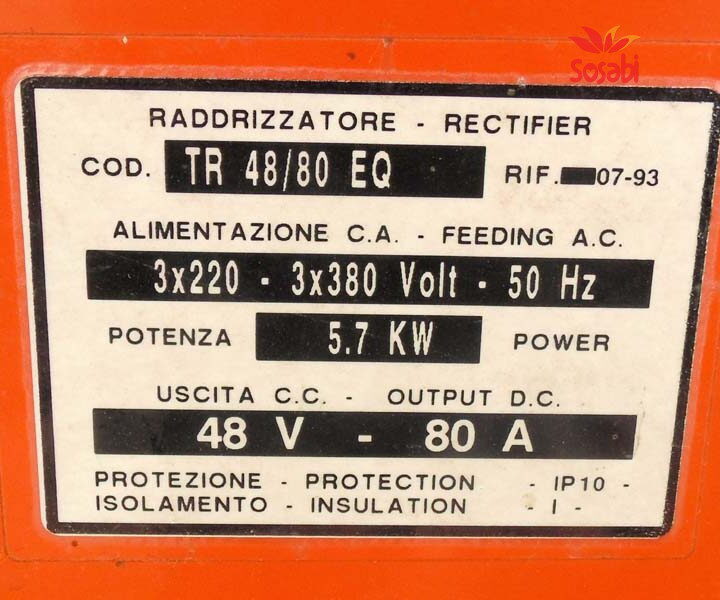 Sosabi
RADDRIZZATORE - RECTIFIER
COD. TR 48/80 EQ RIF. 07-93
ALIMENTAZIONE C.A. - FEEDING A.C.
3x220 - 3x380 Volt - 50 Hz
POTENZA 5.7 KW POWER
USCITA C.C. - OUTPUT D.C.
48 V - 80 A
PROTEZIONE - PROTECTION - IP10 -
ISOLAMENTO - INSULATION - I -